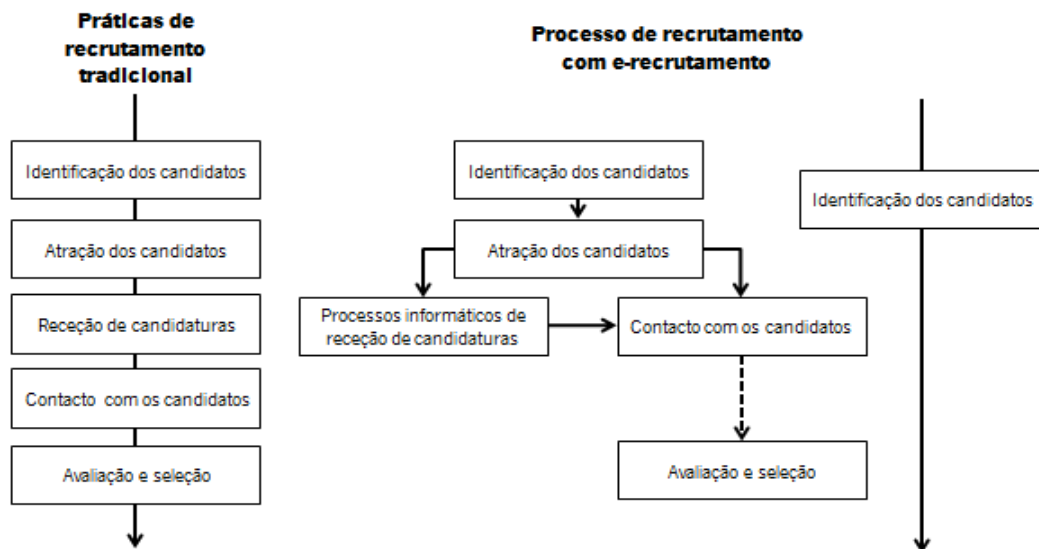 Práticas de
recrutamento
tradicional
Identificação dos candidatos
Atração dos candidatos
Receção de candidaturas
Contacto com os candidatos
Avaliação e seleção
Processo de recrutamento
com e-recrutamento
Identificação dos candidatos
Atração dos candidatos
Processos informáticos de
receção de candidaturas
Contacto com os candidatos
Avaliação e seleção
Identificação dos candidatos